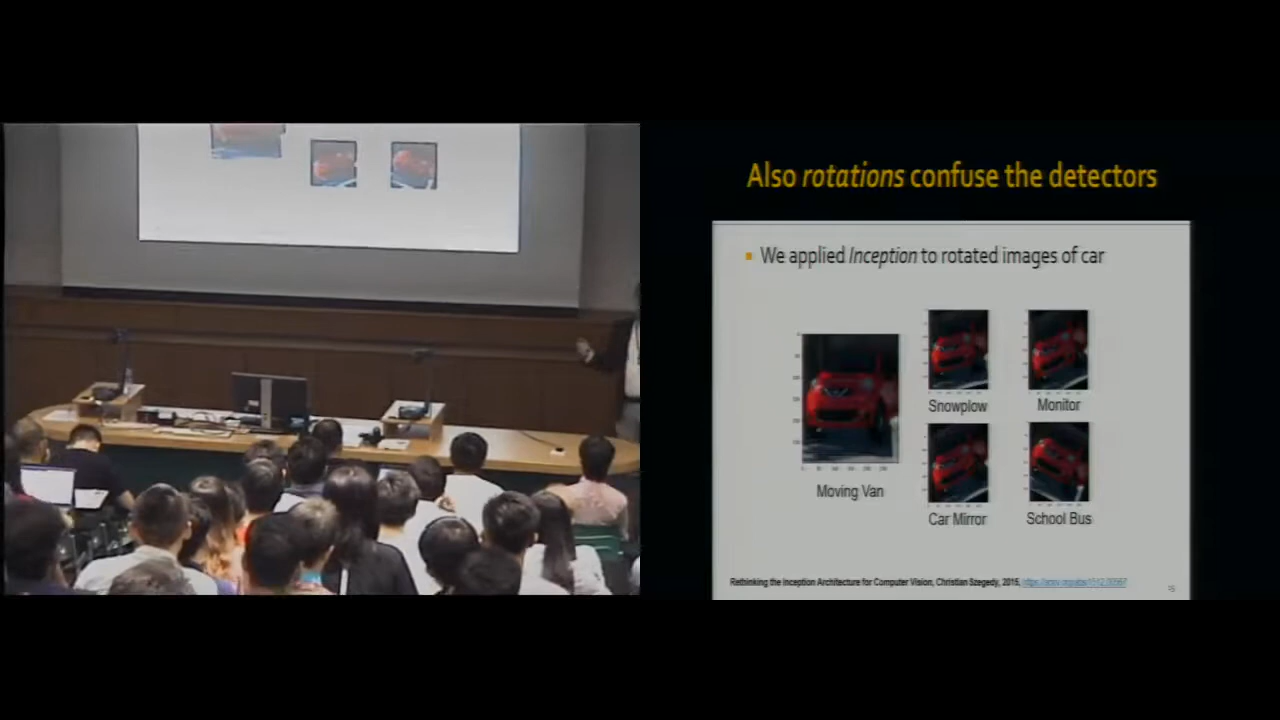 Also rotations confuse the detectors
We applied Inception to rotated images of car
Snowplow
Monitor
Moving Van
Car Mirror
School Bus
Rethinking the Inception Architecture for Computer Vision, Christian Szegedy, 2015,